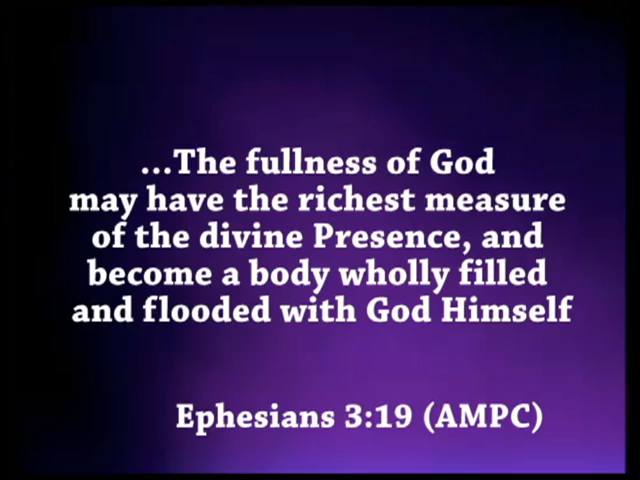 ...The fullness of God
may have the richest measure
of the divine Presence, and
become a body wholly filled
and flooded with God Himself
Ephesians 3:19 (AMPC)